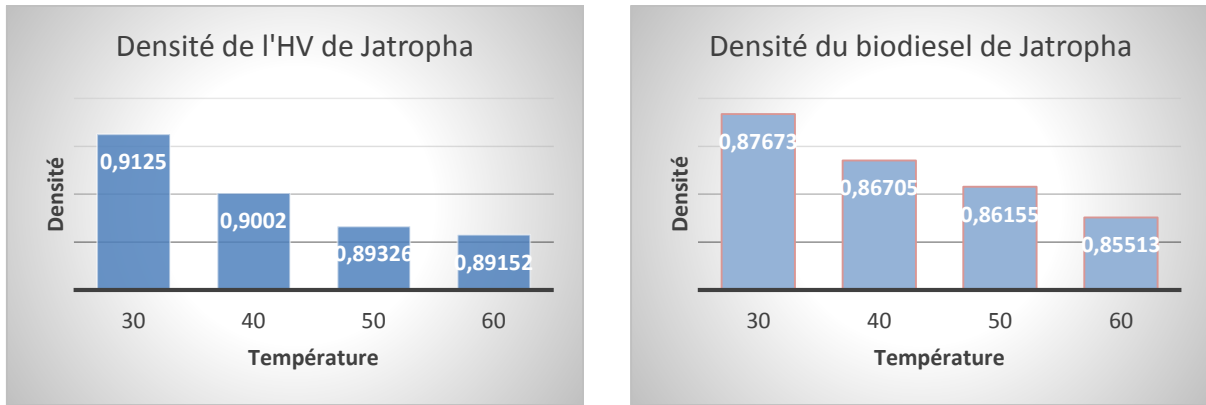 Densité de l'HV de Jatropha
Densité
0,9125
0,9002
0,89326
0,89152
30 40 50 60
Température
Densité du biodiesel de Jatropha
Densité
0,87673
0,86705
0,86155
0,85513
30 40 50 60
Température